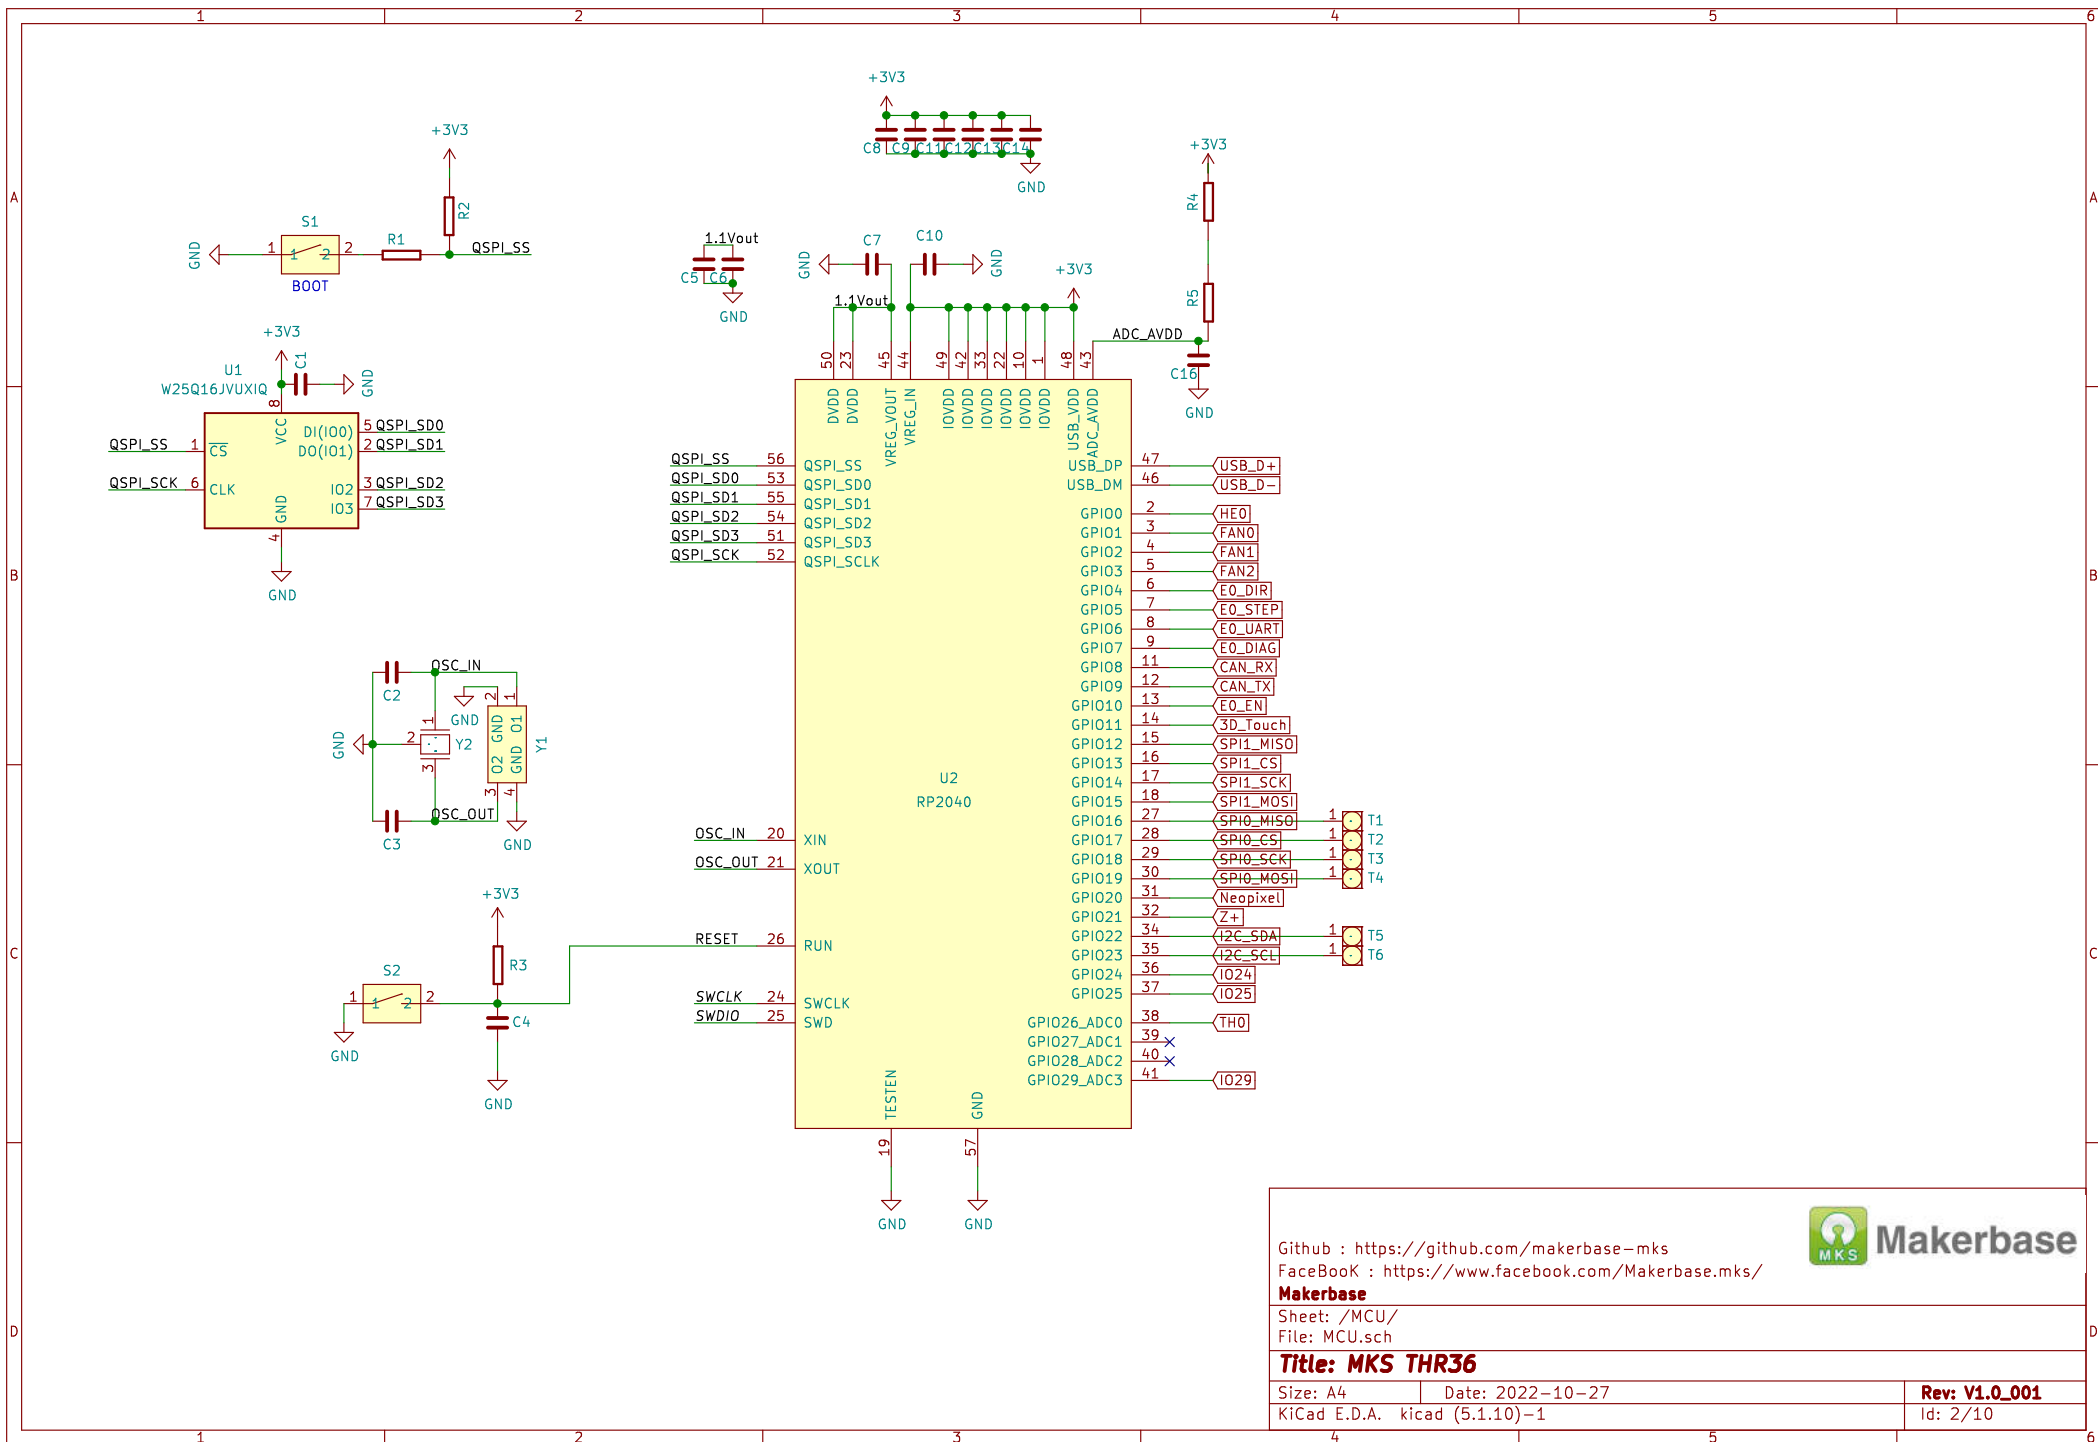 1 2 3 4 5 6
A A
B B
C C
D D
1 2 3 4 5 6
+3V3
C8 C9 C11 C12 C13 C14
GND
+3V3
R2
S1
GND 1 1 2 2 R1 QSPI_SS
BOOT
1.1Vout
C5 C6
GND
C7 C10
GND GND
1.1Vout
+3V3
+3V3
R4
R5
ADC_AVDD
C16
GND
+3V3
C1
GND
U1
W25Q16JVUXIQ
8
VCC
QSPI_SS 1 CS
QSPI_SCK 6 CLK
DI(IO0) 5 QSPI_SD0
DO(IO1) 2 QSPI_SD1
IO2 3 QSPI_SD2
IO3 7 QSPI_SD3
GND
4
GND
OSC_IN
C2
GND
1
2
3
Y2
GND
2 1
GND O1
O2 GND
3 4
Y1
OSC_OUT
C3
GND
+3V3
R3
S2
1 1 2 2
GND
C4
GND
50 23 45 44 49 42 33 22 10 1 48 43
DVDD DVDD VREG_VOUT VREG_IN IOVDD IOVDD IOVDD IOVDD IOVDD IOVDD USB_VDD ADC_AVDD
QSPI_SS 56 QSPI_SS
QSPI_SD0 53 QSPI_SD0
QSPI_SD1 55 QSPI_SD1
QSPI_SD2 54 QSPI_SD2
QSPI_SD3 51 QSPI_SD3
QSPI_SCK 52 QSPI_SCLK
U2
RP2040
OSC_IN 20 XIN
OSC_OUT 21 XOUT
RESET 26 RUN
SWCLK 24 SWCLK
SWDIO 25 SWD
USB_DP 47 USB_D+
USB_DM 46 USB_D-
GPIO0 2 HE0
GPIO1 3 FAN0
GPIO2 4 FAN1
GPIO3 5 FAN2
GPIO4 6 E0_DIR
GPIO5 7 E0_STEP
GPIO6 8 E0_UART
GPIO7 9 E0_DIAG
GPIO8 11 CAN_RX
GPIO9 12 CAN_TX
GPIO10 13 E0_EN
GPIO11 14 3D_Touch
GPIO12 15 SPI1_MISO
GPIO13 16 SPI1_CS
GPIO14 17 SPI1_SCK
GPIO15 18 SPI1_MOSI
GPIO16 27 SPI0_MISO 1 T1
GPIO17 28 SPI0_CS 1 T2
GPIO18 29 SPI0_SCK 1 T3
GPIO19 30 SPI0_MOSI 1 T4
GPIO20 31 Neopixel
GPIO21 32 Z+
GPIO22 34 I2C_SDA 1 T5
GPIO23 35 I2C_SCL 1 T6
GPIO24 36 IO24
GPIO25 37 IO25
GPIO26_ADC0 38 TH0
GPIO27_ADC1 39
GPIO28_ADC2 40
GPIO29_ADC3 41 IO29
TESTEN GND
19 57
GND GND
MKS Makerbase
Github : https://github.com/makerbase-mks
FaceBooK : https://www.facebook.com/Makerbase.mks/
Makerbase
Sheet: /MCU/
File: MCU.sch
Title: MKS THR36
Size: A4 Date: 2022-10-27 Rev: V1.0_001
KiCad E.D.A. kicad (5.1.10)-1 Id: 2/10